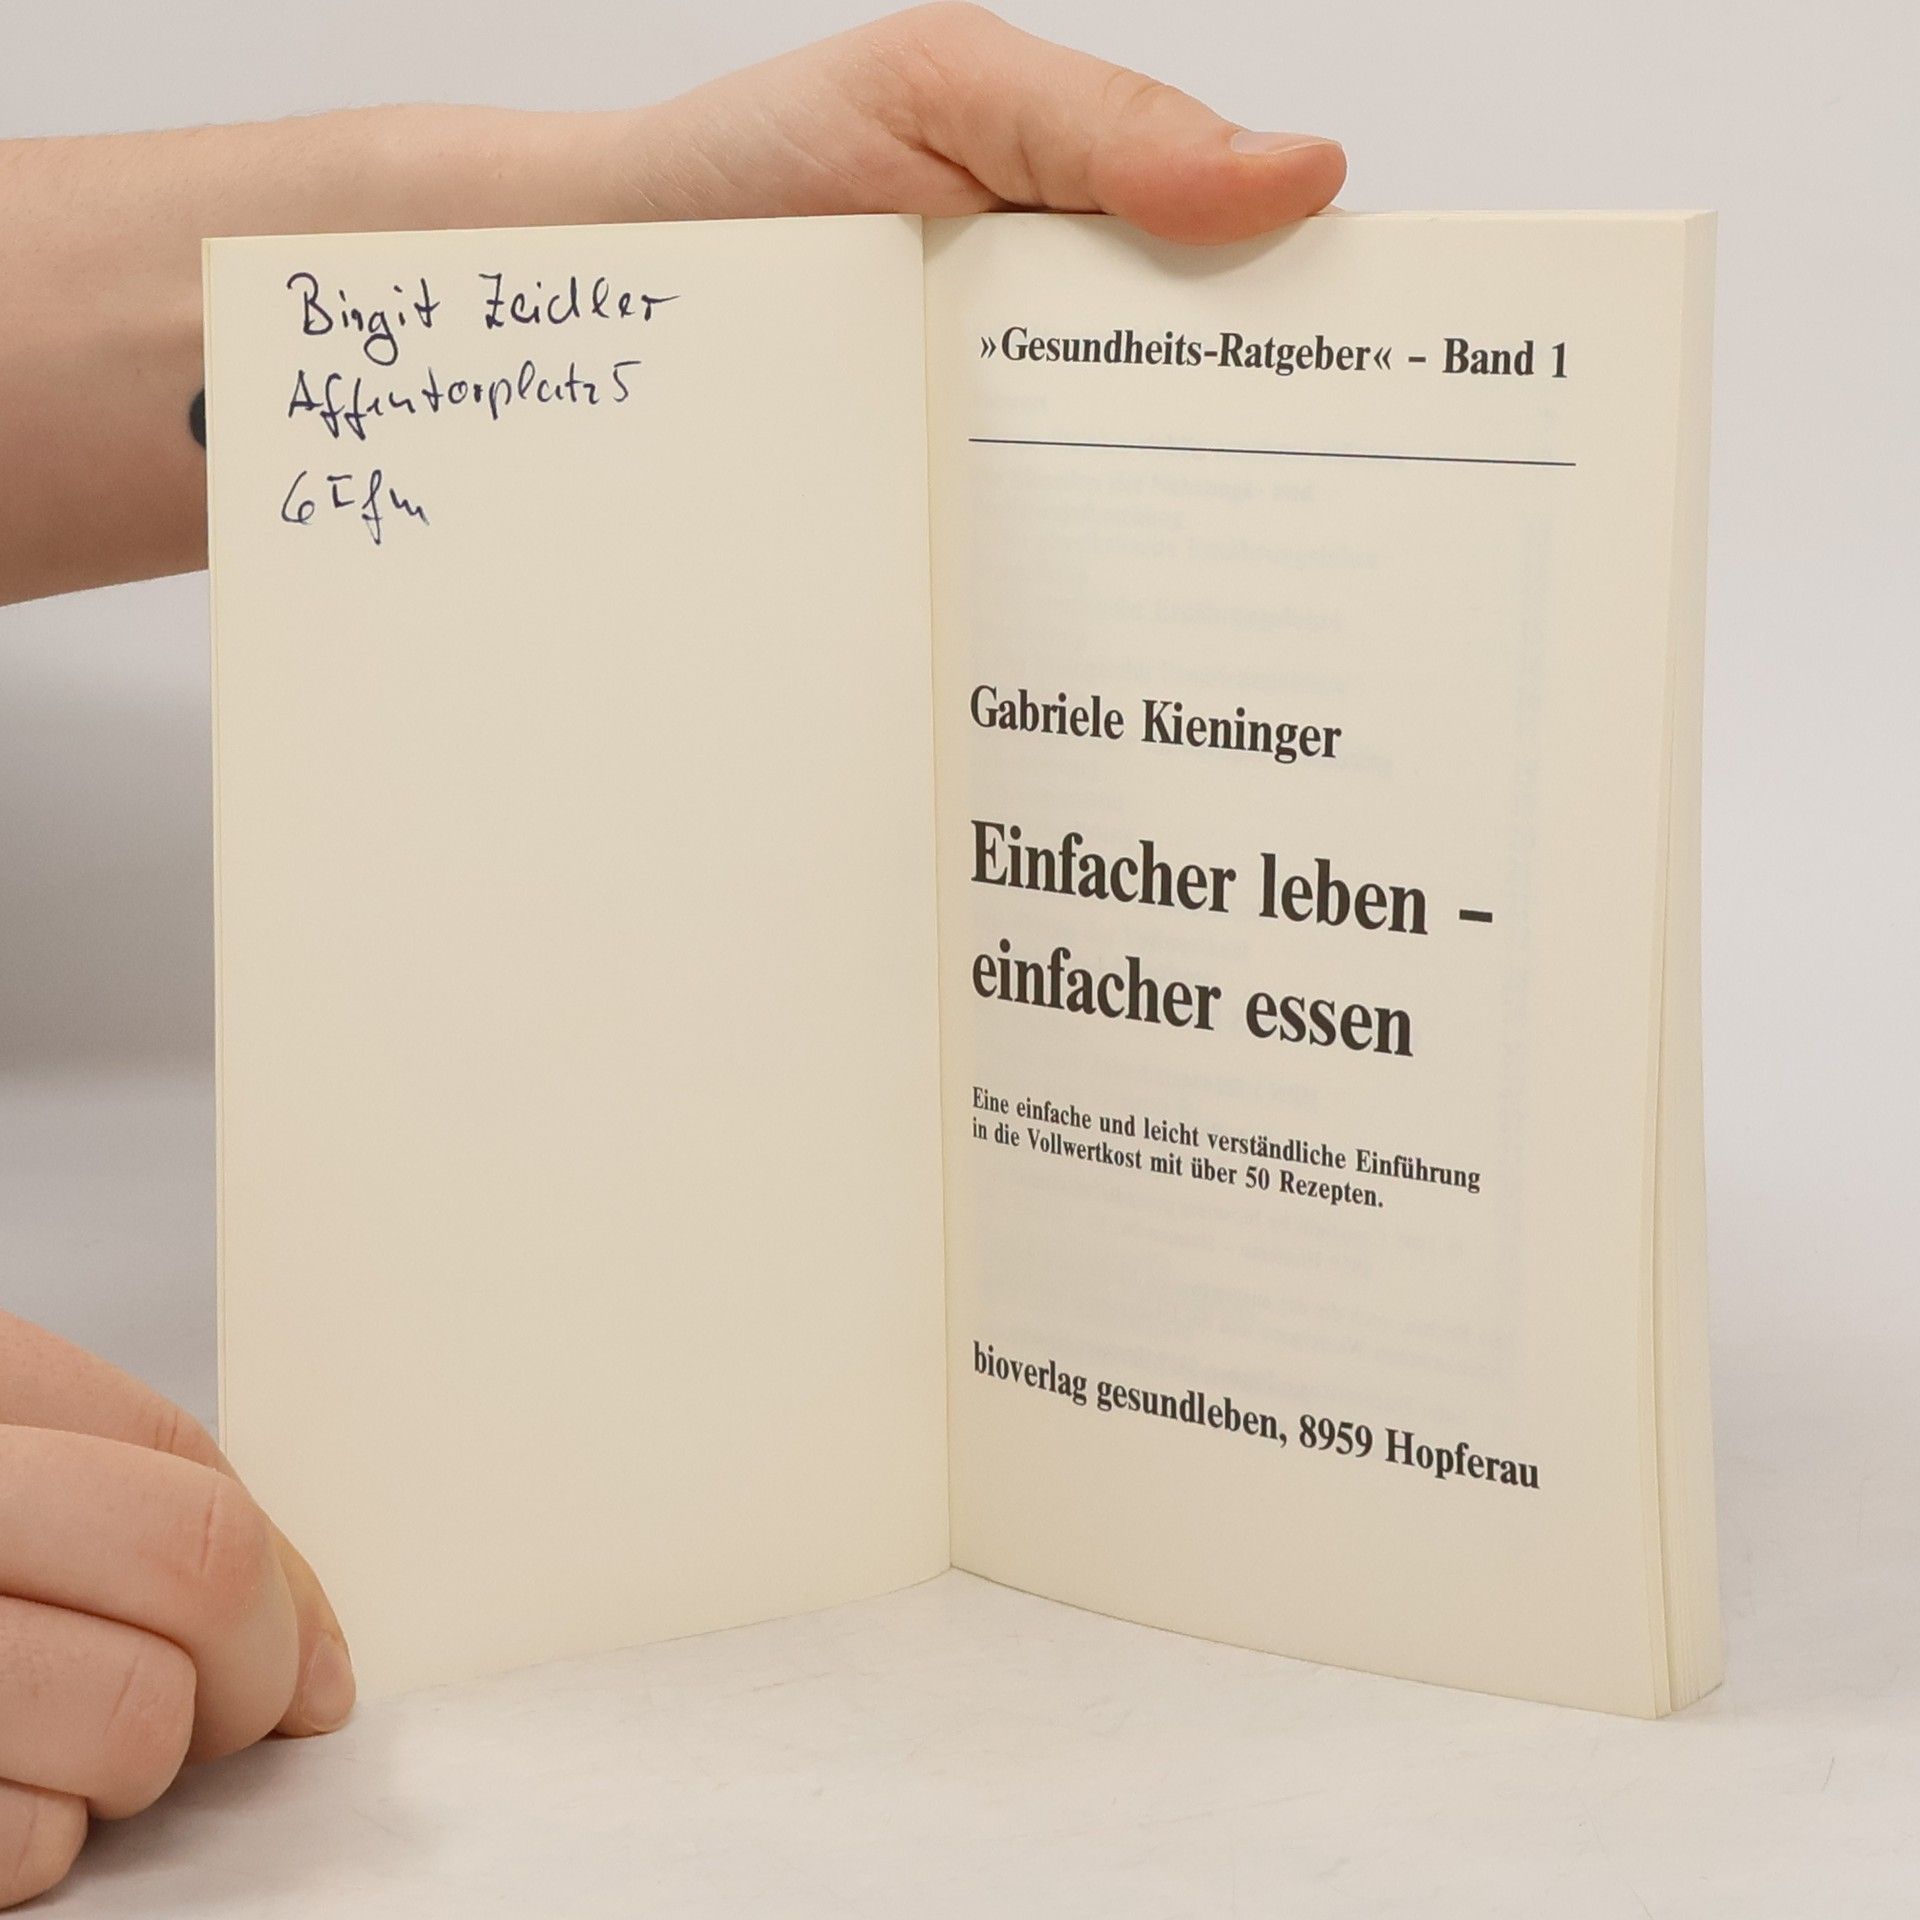 Birgit Zeidler
Affentorplatz 5
6 Ffm
»Gesundheits-Ratgeber« – Band 1
Gabriele Kieninger
Einfacher leben –
einfacher essen
Eine einfache und leicht verständliche Einführung
in die Vollwertkost mit über 50 Rezepten.
bioverlag gesundleben, 8959 Hopferau